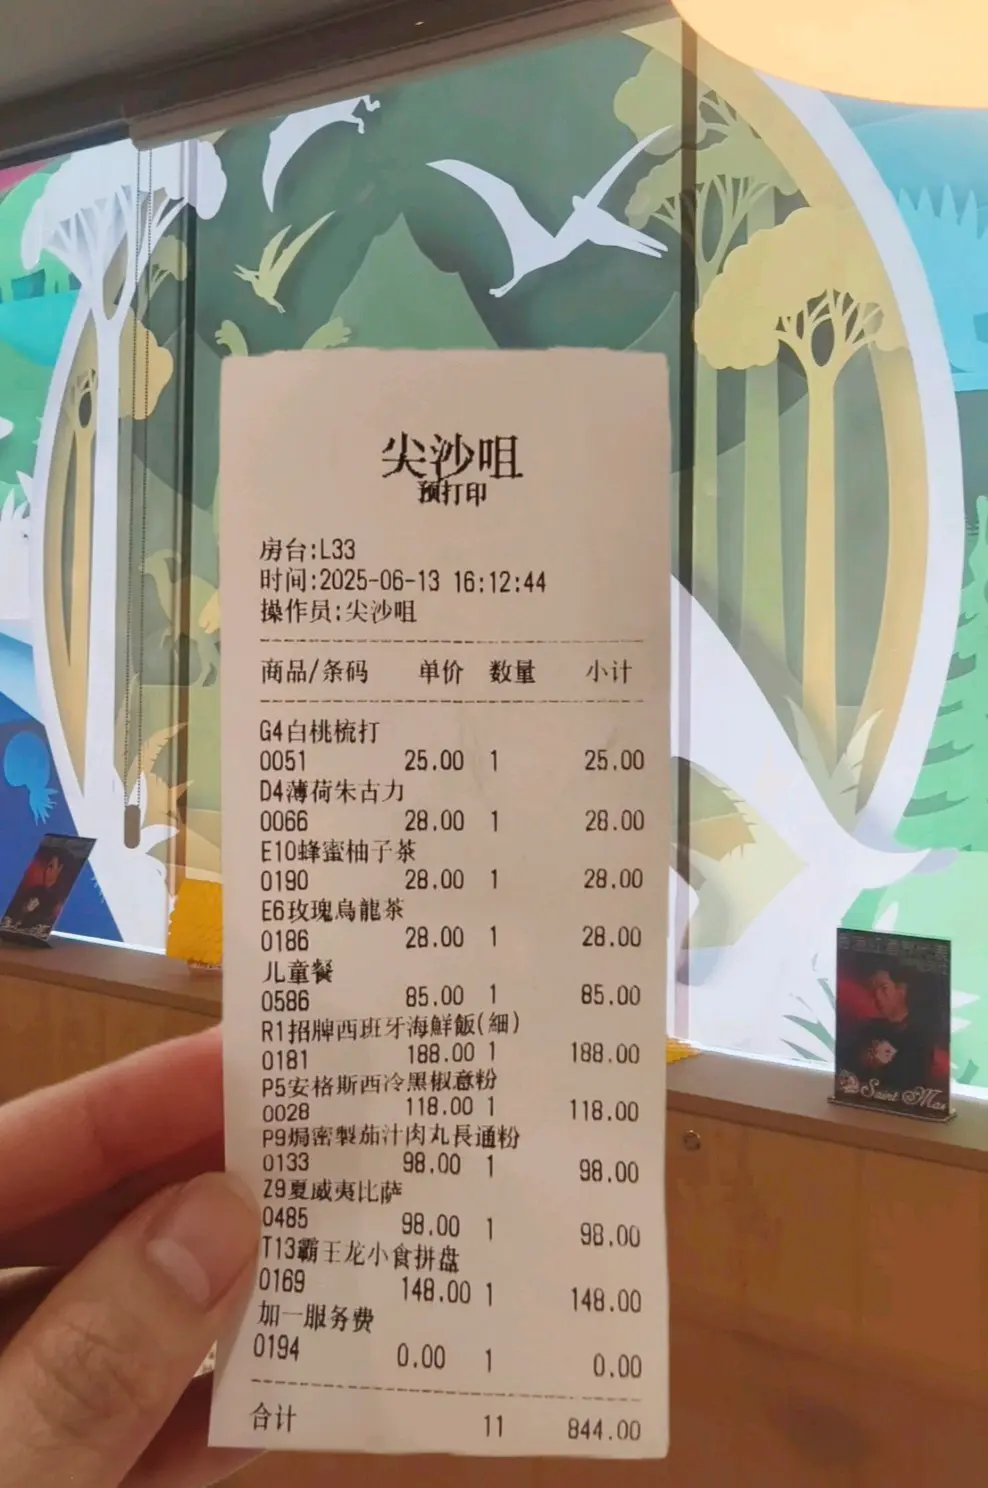 尖沙咀
预打印
房台:L33
时间:2025-06-13 16:12:44
操作员:尖沙咀
商品/条码 单价 数量 小计
G4白桃梳打
0051 25.00 1 25.00
D4薄荷朱古力
0066 28.00 1 28.00
E10蜂蜜柚子茶
0190 28.00 1 28.00
E6玫瑰烏龍茶
0186 28.00 1 28.00
儿童餐
0586 85.00 1 85.00
R1招牌西班牙海鮮飯(細)
0181 188.00 1 188.00
P5安格斯西冷黑椒意粉
0028 118.00 1 118.00
P9焗密製茄汁肉丸長通粉
0133 98.00 1 98.00
Z9夏威夷比萨
0485 98.00 1 98.00
T13霸王龙小食拼盘
0169 148.00 1 148.00
加一服务费
0194 0.00 1 0.00
合计 11 844.00
Saint Mar